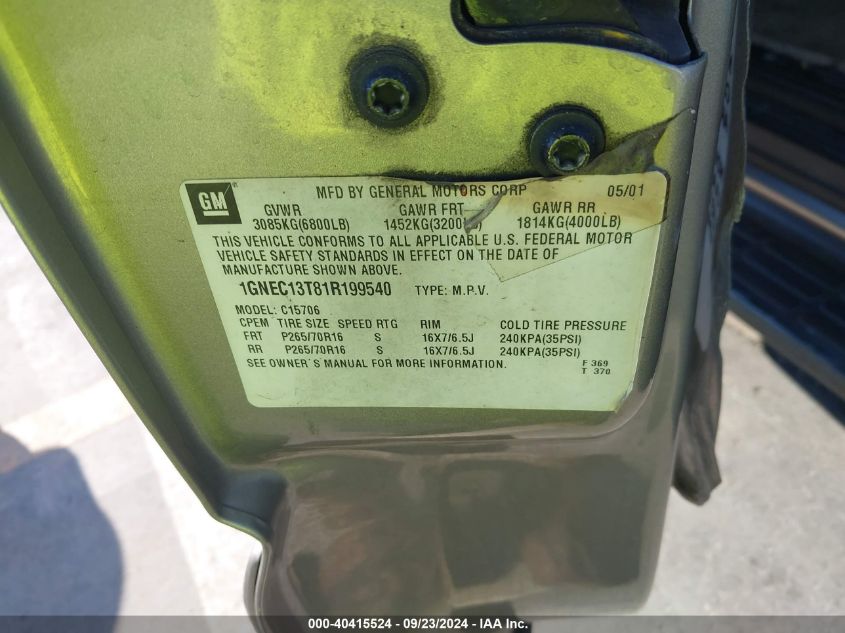 GM MFD BY GENERAL MOTORS CORP 05/01
GVWR GAWR FRT GAWR RR
3085KG(6800LB) 1452KG(3200 1814KG(4000LB)
THIS VEHICLE CONFORMS TO ALL APPLICABLE U.S. FEDERAL MOTOR
VEHICLE SAFETY STANDARDS IN EFFECT ON THE DATE OF
MANUFACTURE SHOWN ABOVE.
1GNEC13T81R199540 TYPE: M.P.V.
MODEL: C15706
CPEM TIRE SIZE SPEED RTG RIM COLD TIRE PRESSURE
FRT P265/70R16 S 16X7/6.5J 240KPA(35PSI)
RR P265/70R16 S 16X7/6.5J 240KPA(35PSI)
SEE OWNER'S MANUAL FOR MORE INFORMATION. F 369
T 370
000-40415524 - 09/23/2024 - IAA Inc.